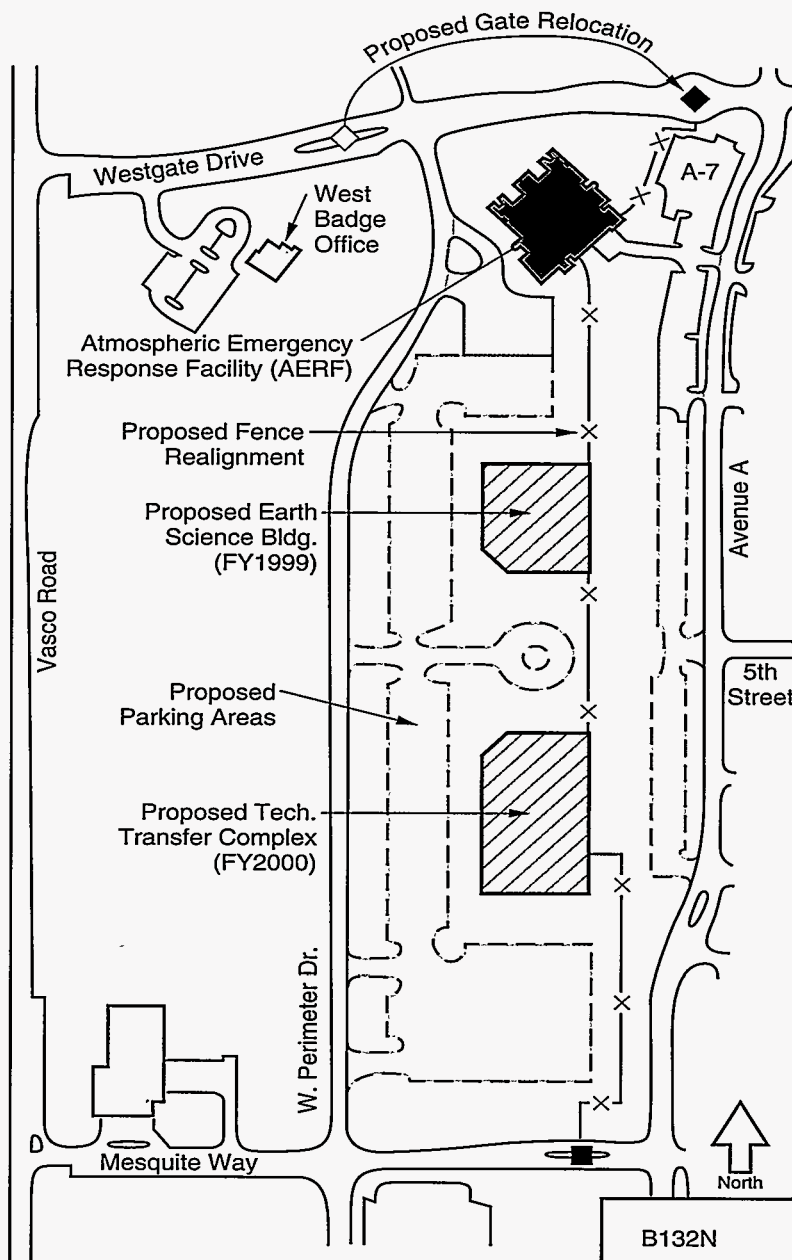 Proposed Gate Relocation
Westgate Drive
A-7
West
Badge
Office
Atmospheric Emergency
Response Facility (AERF)
Proposed Fence
Realignment
Proposed Earth
Science Bldg.
(FY1999)
Avenue A
Vasco Road
5th
Street
Proposed
Parking Areas
Proposed Tech.
Transfer Complex
(FY2000)
W. Perimeter Dr.
Mesquite Way
North
B132N